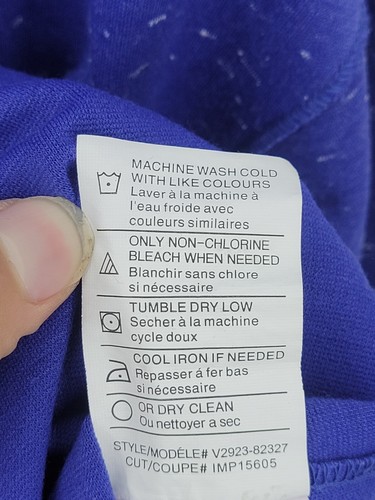 MACHINE WASH COLD
WITH LIKE COLOURS
Laver à la machine à
l'eau froide avec
couleurs similaires
ONLY NON-CHLORINE
BLEACH WHEN NEEDED
Blanchir sans chlore
si nécessaire
TUMBLE DRY LOW
Secher à la machine
cycle doux
COOL IRON IF NEEDED
Repasser á fer bas
si nécessaire
OR DRY CLEAN
Ou nettoyer a sec
STYLE/MODÈLE# V2923-82327
CUT/COUPE# IMP15605